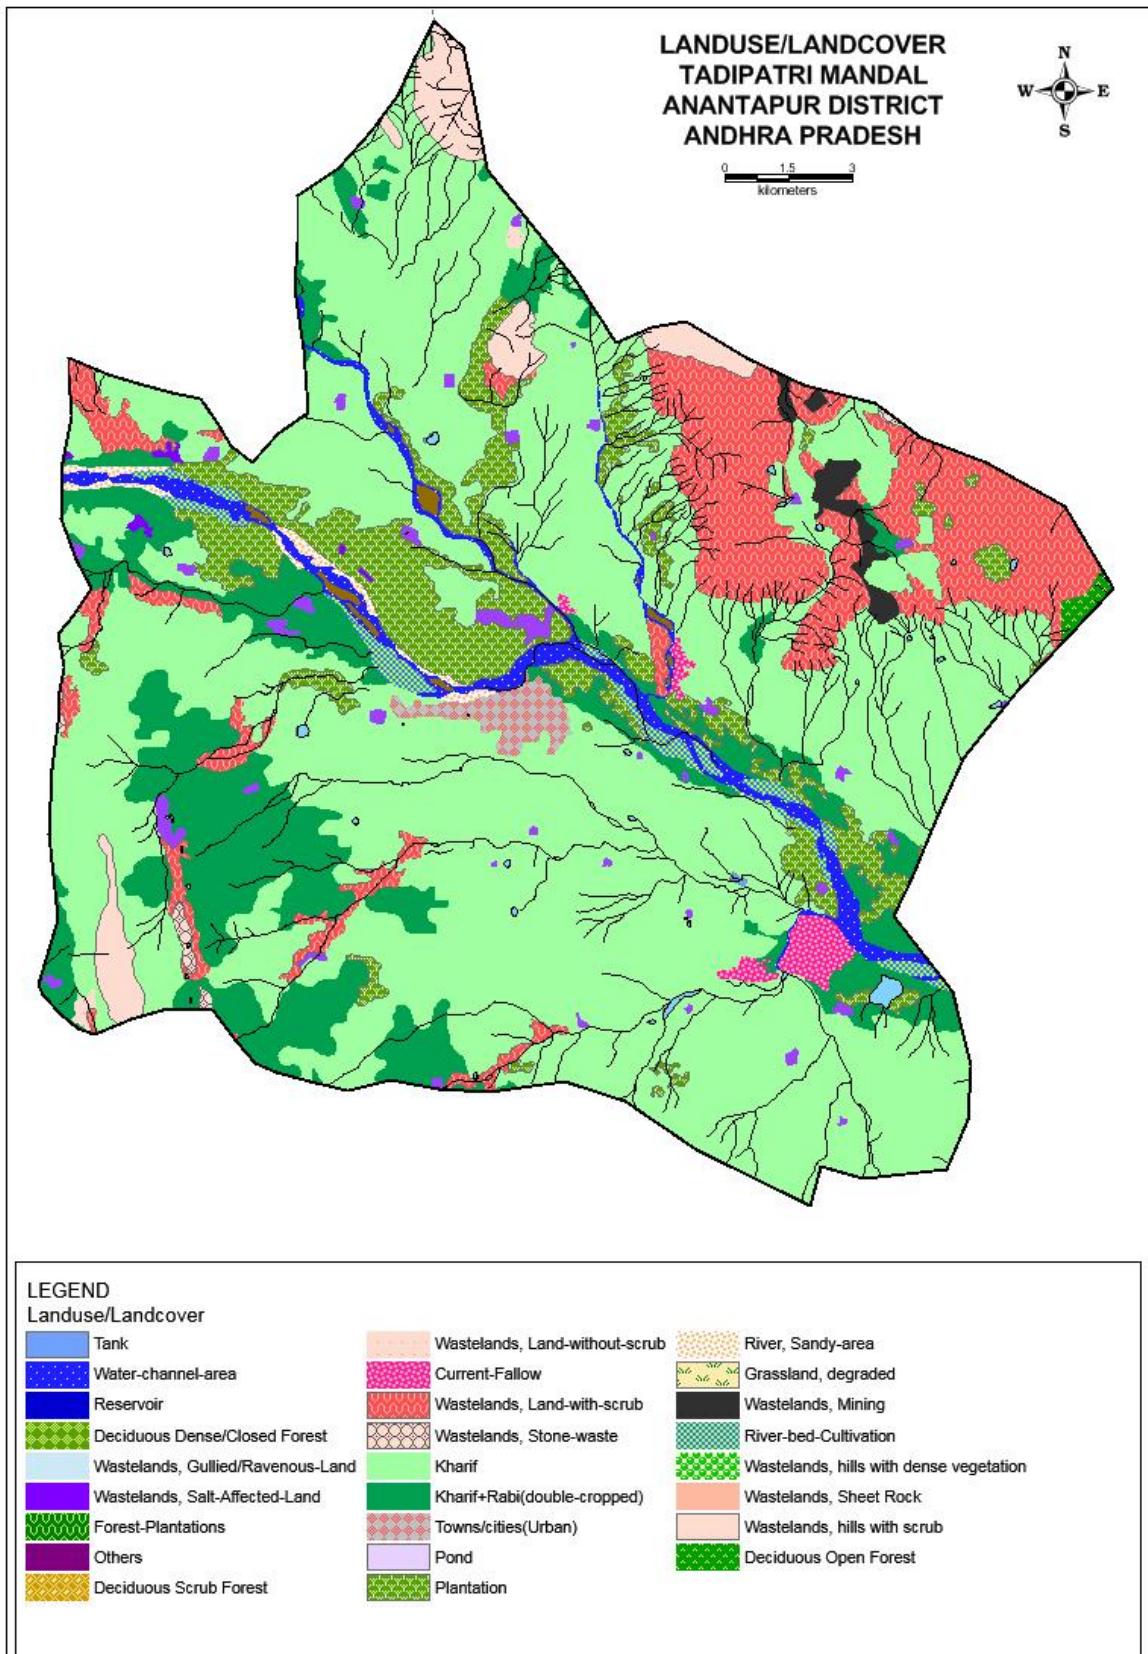 LANDUSE/LANDCOVER
TADIPATRI MANDAL
ANANTAPUR DISTRICT
ANDHRA PRADESH
N
W E
S
0 1.5 3
kilometers
LEGEND
Landuse/Landcover
Tank
Water-channel-area
Reservoir
Deciduous Dense/Closed Forest
Wastelands, Gullied/Ravenous-Land
Wastelands, Salt-Affected-Land
Forest-Plantations
Others
Deciduous Scrub Forest
Wastelands, Land-without-scrub
Current-Fallow
Wastelands, Land-with-scrub
Wastelands, Stone-waste
Kharif
Kharif+Rabi(double-cropped)
Towns/cities(Urban)
Pond
Plantation
River, Sandy-area
Grassland, degraded
Wastelands, Mining
River-bed-Cultivation
Wastelands, hills with dense vegetation
Wastelands, Sheet Rock
Wastelands, hills with scrub
Deciduous Open Forest